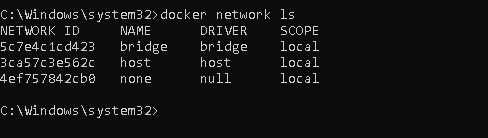 C:\Windows\system32>docker network ls
NETWORK ID     NAME      DRIVER    SCOPE
5c7e4c1cd423   bridge    bridge    local
3ca57c3e562c   host      host      local
4ef757842cb0   none      null      local
C:\Windows\system32>